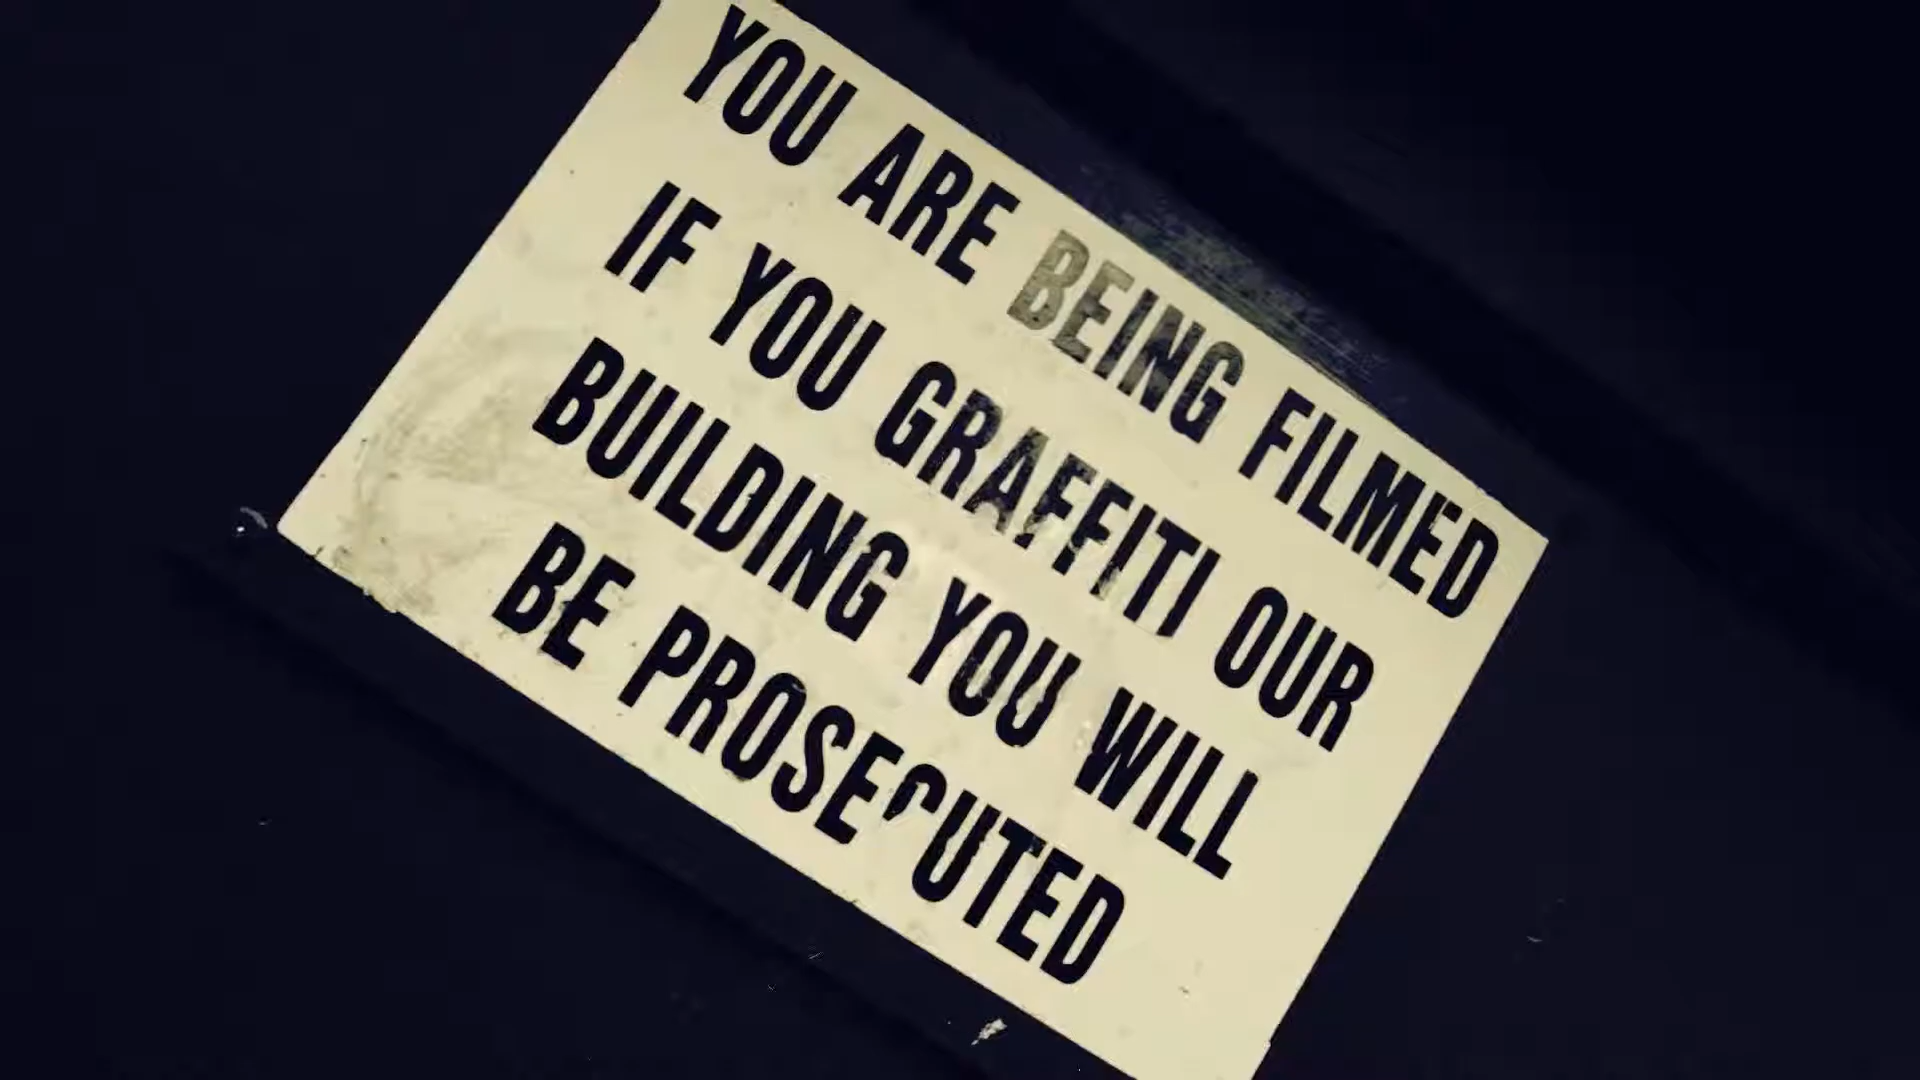 YOU ARE BEING FILMED
IF YOU GRAFFITI OUR
BUILDING YOU WILL
BE PROSECUTED